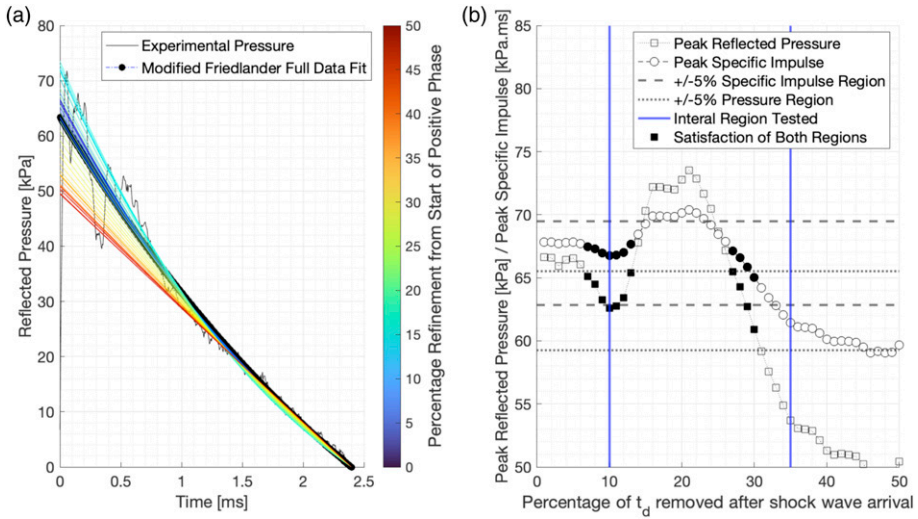 (a)
80
70
60
50
40
30
20
10
0
Reflected Pressure [kPa]
0
0.5
1
1.5
2
2.5
Time [ms]
Experimental Pressure
Modified Friedlander Full Data Fit
50
45
40
35
30
25
20
15
10
5
0
Percentage Refinement from Start of Positive Phase
(b)
85
80
75
70
65
60
55
50
Peak Reflected Pressure [kPa] / Peak Specific Impulse [kPa.ms]
0
10
20
30
40
50
Percentage of td removed after shock wave arrival
Peak Reflected Pressure
Peak Specific Impulse
+/-5% Specific Impulse Region
+/-5% Pressure Region
Interal Region Tested
Satisfaction of Both Regions